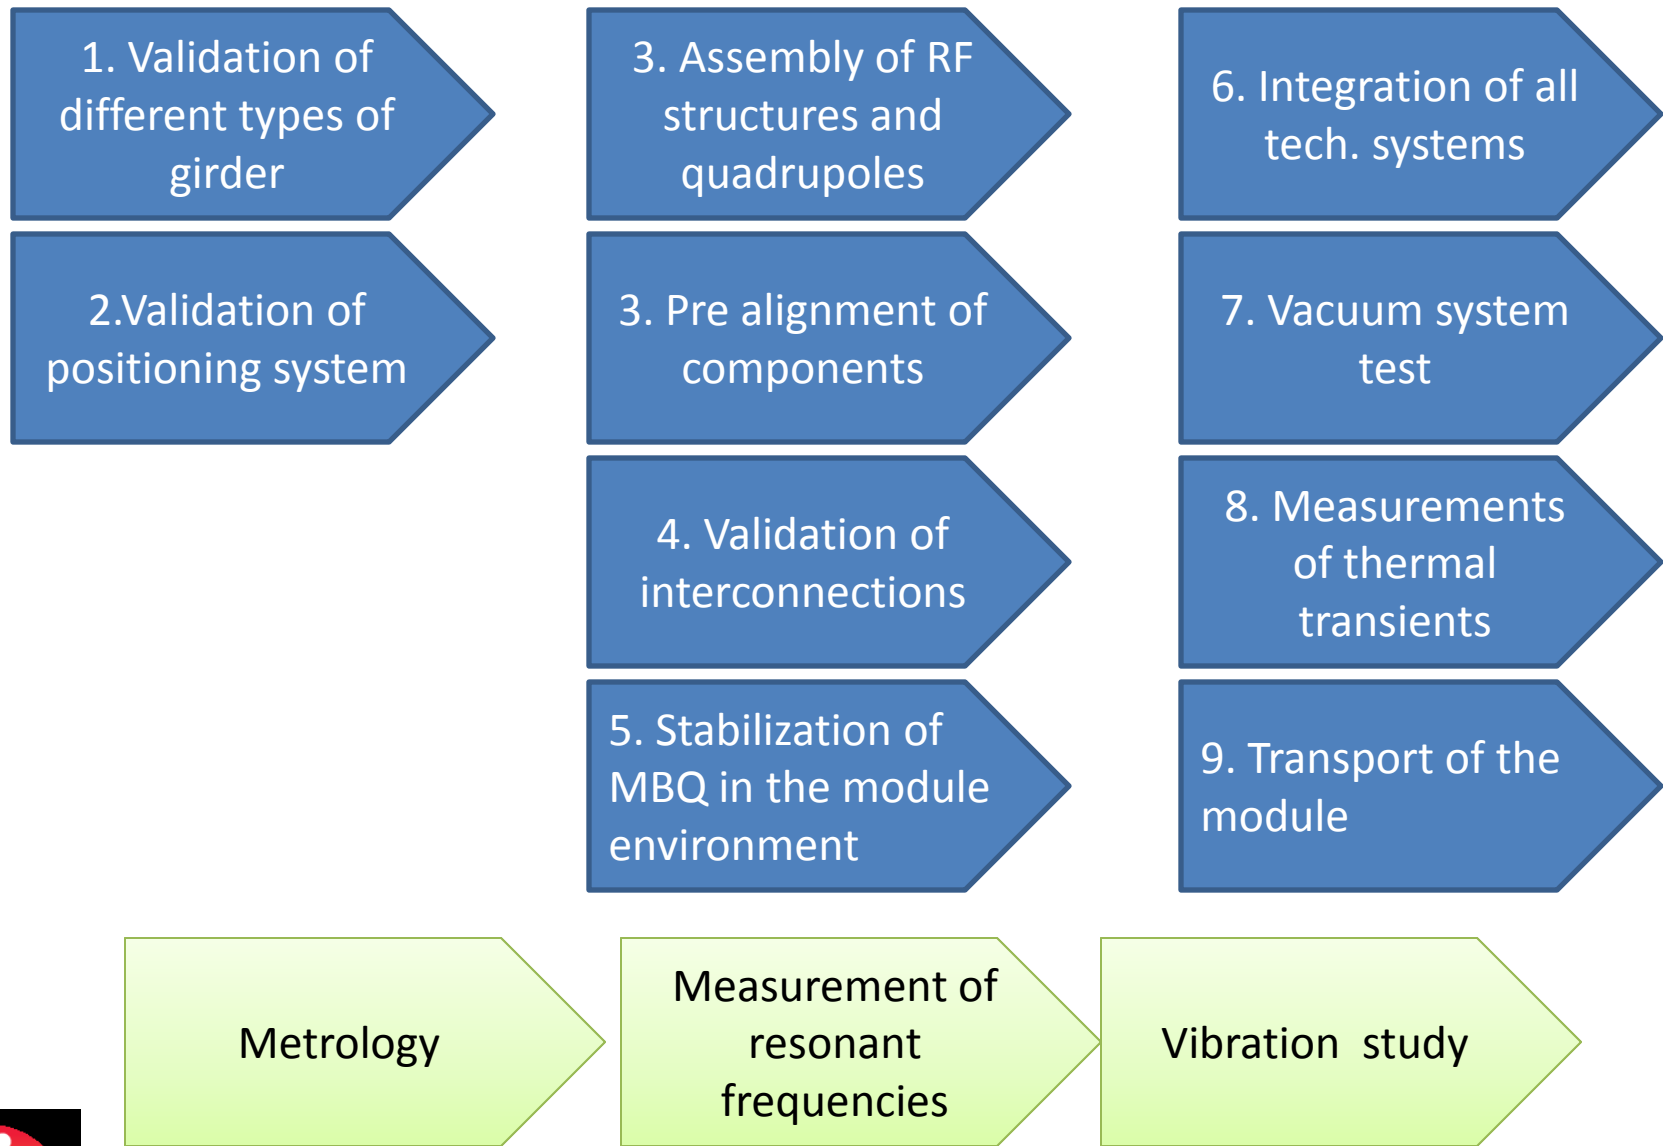 1. Validation of
different types of
girder
2.Validation of
positioning system
3. Assembly of RF
structures and
quadrupoles
3. Pre alignment of
components
4. Validation of
interconnections
5. Stabilization of
MBQ in the module
environment
6. Integration of all
tech. systems
7. Vacuum system
test
8. Measurements
of thermal
transients
9. Transport of the
module
Metrology
Measurement of
resonant
frequencies
Vibration  study